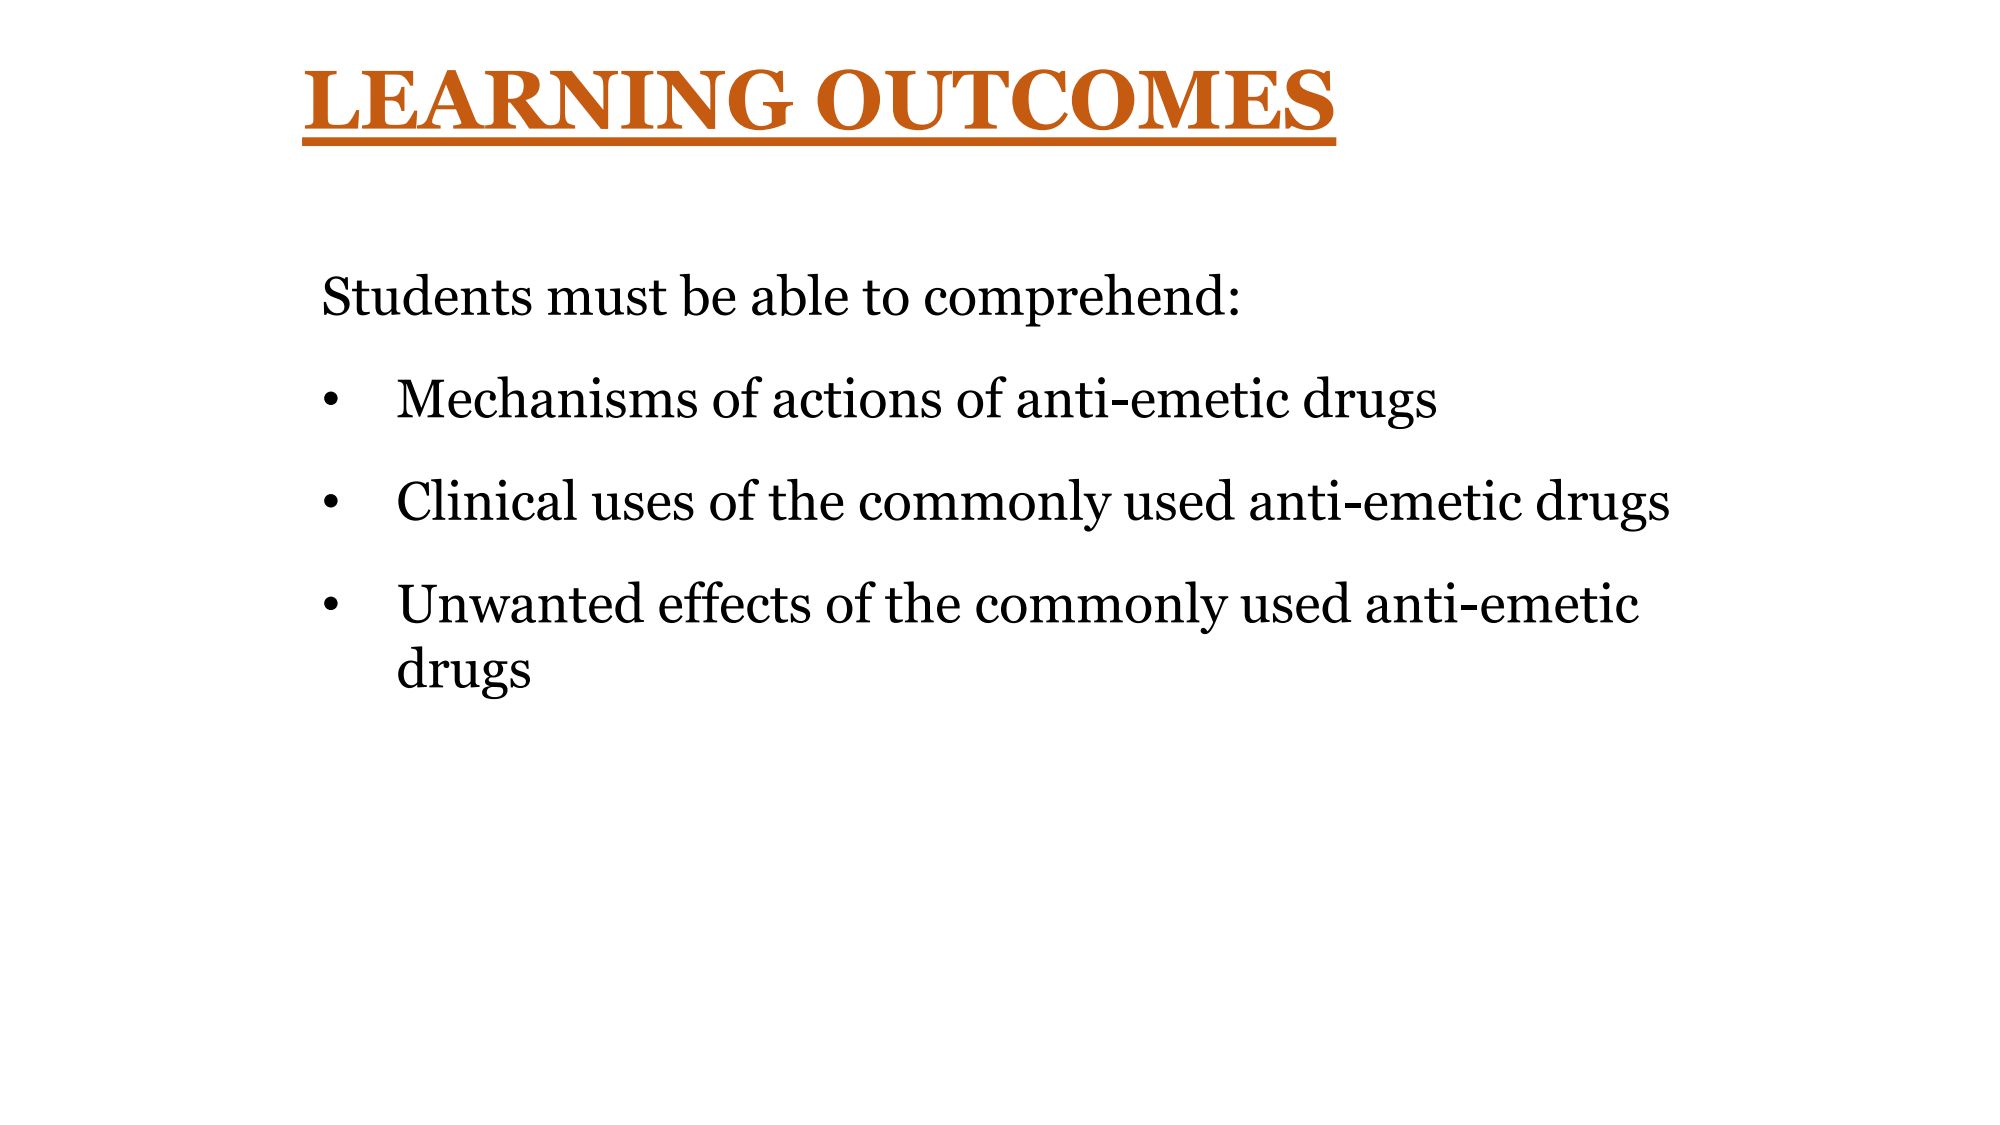 LEARNING OUTCOMES
Students must be able to comprehend:
• Mechanisms of actions of anti-emetic drugs
• Clinical uses of the commonly used anti-emetic drugs
• Unwanted effects of the commonly used anti-emetic
drugs